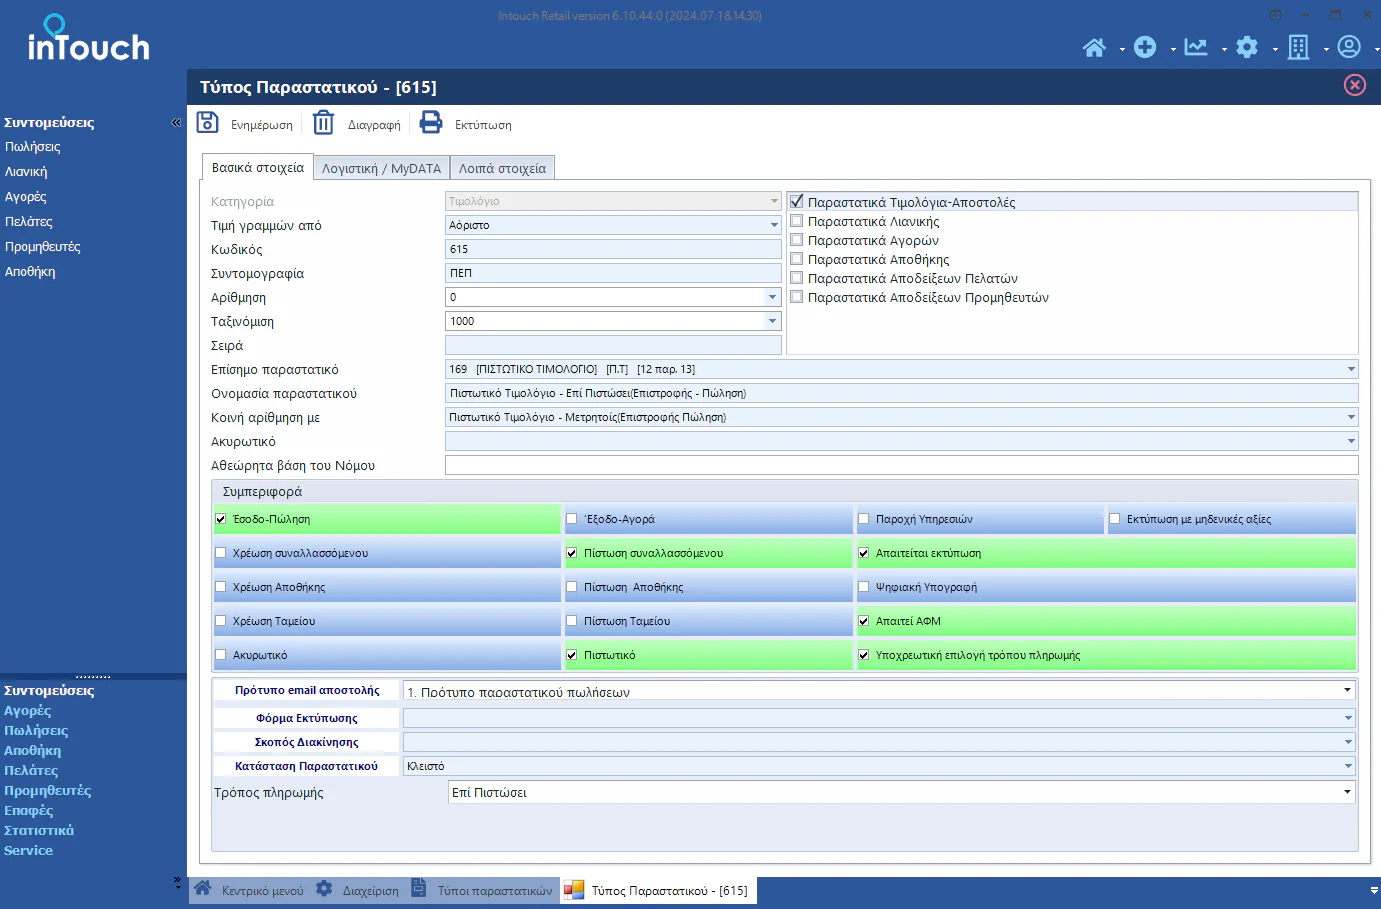 Intouch Retail version 6.10.44.0 (2024.07.18.1430)
inTouch
Τύπος Παραστατικού - [615]
Συντομεύσεις
Πωλήσεις
Λιανική
Αγορές
Πελάτες
Προμηθευτές
Αποθήκη
Ενημέρωση Διαγραφή Εκτύπωση
Βασικά στοιχεία Λογιστική / MyDATA Λοιπά στοιχεία
Κατηγορία Τιμολόγιο
Τιμή γραμμών από Αόριστο
Κωδικός 615
Συντομογραφία ΠΕΠ
Αρίθμηση 0
Ταξινόμιση 1000
Σειρά
Παραστατικά Τιμολόγια-Αποστολές
Παραστατικά Λιανικής
Παραστατικά Αγορών
Παραστατικά Αποθήκης
Παραστατικά Αποδείξεων Πελατών
Παραστατικά Αποδείξεων Προμηθευτών
Επίσημο παραστατικό 169 [ΠΙΣΤΩΤΙΚΟ ΤΙΜΟΛΟΓΙΟ] [Π.Τ] [12 παρ. 13]
Ονομασία παραστατικού Πιστωτικό Τιμολόγιο - Επί Πιστώσει(Επιστροφής - Πώληση)
Κοινή αρίθμηση με Πιστωτικό Τιμολόγιο - Μετρητοίς(Επιστροφής Πώληση)
Ακυρωτικό
Αθεώρητα βάση του Νόμου
Συμπεριφορά
Έσοδο-Πώληση Έξοδο-Αγορά Παροχή Υπηρεσιών Εκτύπωση με μηδενικές αξίες
Χρέωση συναλλασσόμενου Πίστωση συναλλασσόμενου Απαιτείται εκτύπωση
Χρέωση Αποθήκης Πίστωση Αποθήκης Ψηφιακή Υπογραφή
Χρέωση Ταμείου Πίστωση Ταμείου Απαιτεί ΑΦΜ
Ακυρωτικό Πιστωτικό Υποχρεωτική επιλογή τρόπου πληρωμής
Πρότυπο email αποστολής 1. Πρότυπο παραστατικού πωλήσεων
Φόρμα Εκτύπωσης
Σκοπός Διακίνησης
Κατάσταση Παραστατικού Κλειστό
Τρόπος πληρωμής Επί Πιστώσει
Συντομεύσεις
Αγορές
Πωλήσεις
Αποθήκη
Πελάτες
Προμηθευτές
Επαφές
Στατιστικά
Service
Κεντρικό μενού Διαχείριση Τύποι παραστατικών Τύπος Παραστατικού - [615]